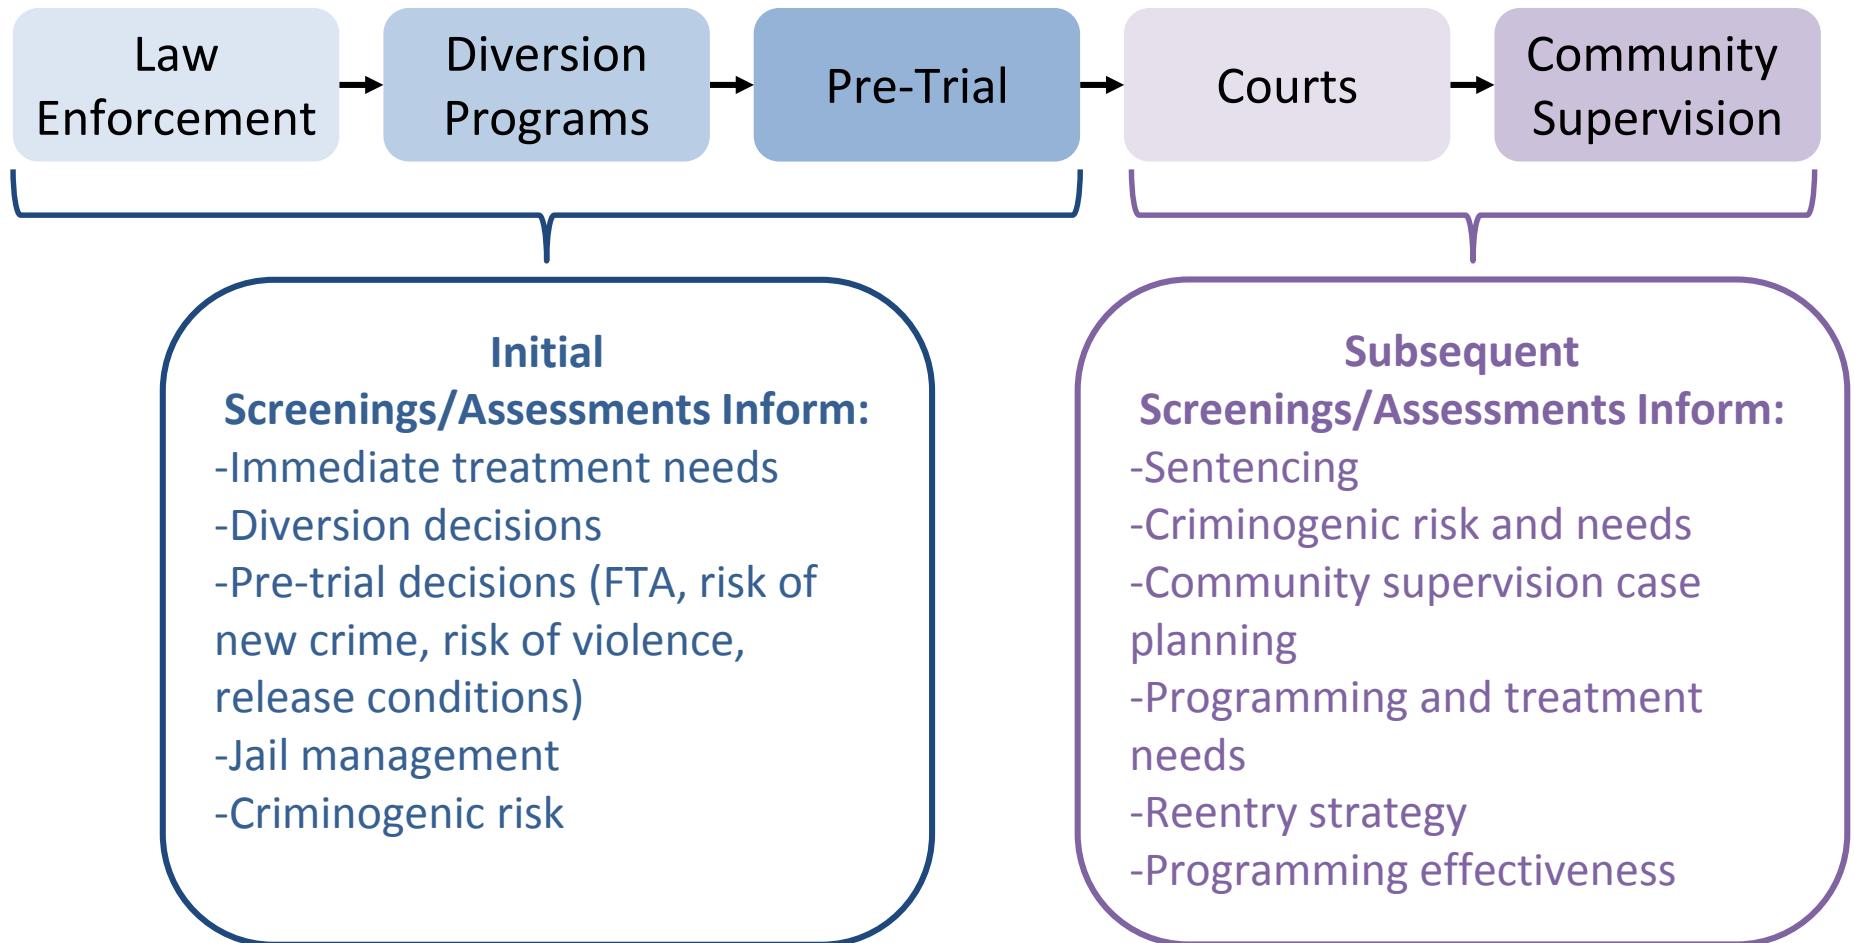 Law
Enforcement
Diversion
Programs
Pre-Trial
Courts
Community
Supervision
Initial
Screenings/Assessments Inform:
-Immediate treatment needs
-Diversion decisions
-Pre-trial decisions (FTA, risk of
new crime, risk of violence,
release conditions)
-Jail management
-Criminogenic risk
Subsequent
Screenings/Assessments Inform:
-Sentencing
-Criminogenic risk and needs
-Community supervision case
planning
-Programming and treatment
needs
-Reentry strategy
-Programming effectiveness